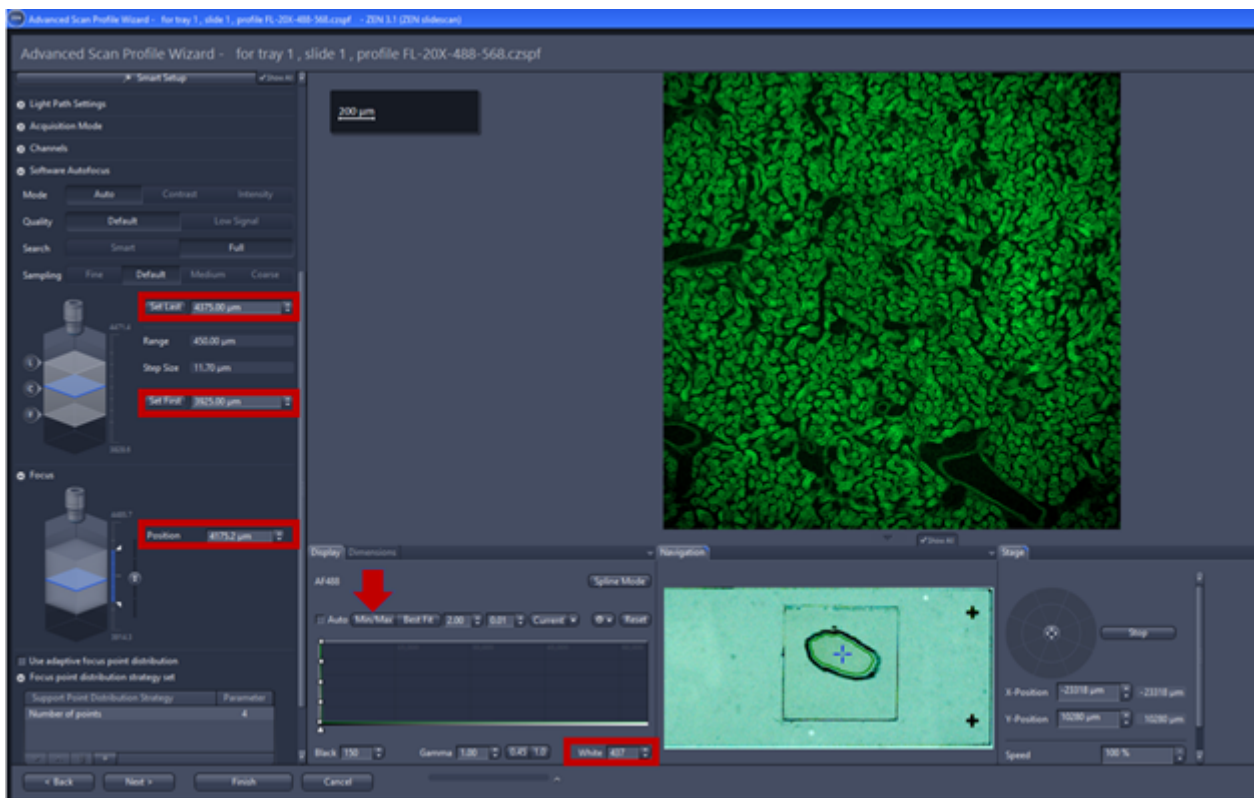 Advanced Scan Profile Wizard - for tray 1, slide 1, profile FL-20X-488-568.czspf - ZEN 3.1 (ZEN slidescan)
Advanced Scan Profile Wizard - for tray 1 , slide 1 , profile FL-20X-488-568.czspf
Smart Setup
Show All
Light Path Settings
Acquisition Mode
Channels
Software Autofocus
Mode Auto Contrast Intensity
Quality Default Low Signal
Search Smart Full
Sampling Fine Default Medium Coarse
Set Last 4375.00 µm
4471.4
Range 450.00 µm
Step Size 11.70 µm
Set First 3925.00 µm
L
C
F
Focus
Position 4175.2 µm
Use adaptive focus point distribution
Focus point distribution strategy set
Support Point Distribution Strategy Parameter
Number of points 4
< Back Next > Finish Cancel
200 µm
Show All
Display Dimensions
AF488 Spline Mode
Auto Min/Max Best Fit 2.00 0.01 Current Reset
Black 150 Gamma 1.00 0.45 1.0 White 437
Navigation
Stage
Stop
X-Position -23318 µm -23318 µm
Y-Position 10280 µm 10280 µm
Speed 100 %